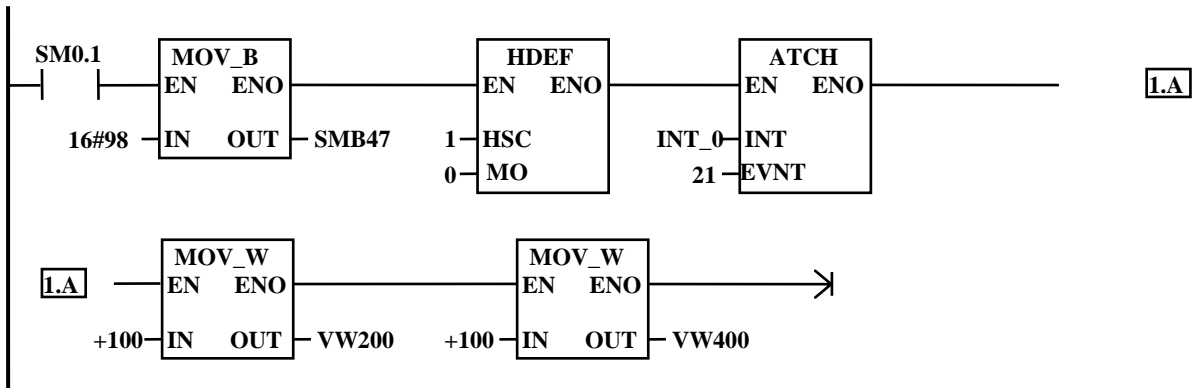 SM0.1
MOV_B
HDEF
ATCH
EN ENO
EN ENO
EN ENO
1.A
16#98 IN OUT SMB47
1 HSC
INT_0 INT
0 MO
21 EVNT
MOV_W
MOV_W
1.A
EN ENO
EN ENO
+100 IN OUT VW200
+100 IN OUT VW400